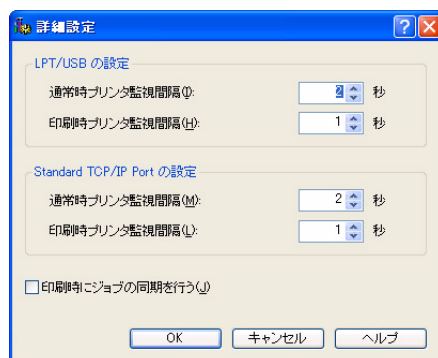 詳細設定
LPT/USB の設定
通常時プリンタ監視間隔(I): 2 秒
印刷時プリンタ監視間隔(H): 1 秒
Standard TCP/IP Port の設定
通常時プリンタ監視間隔(M): 2 秒
印刷時プリンタ監視間隔(L): 1 秒
印刷時にジョブの同期を行う(J)
OK キャンセル ヘルプ